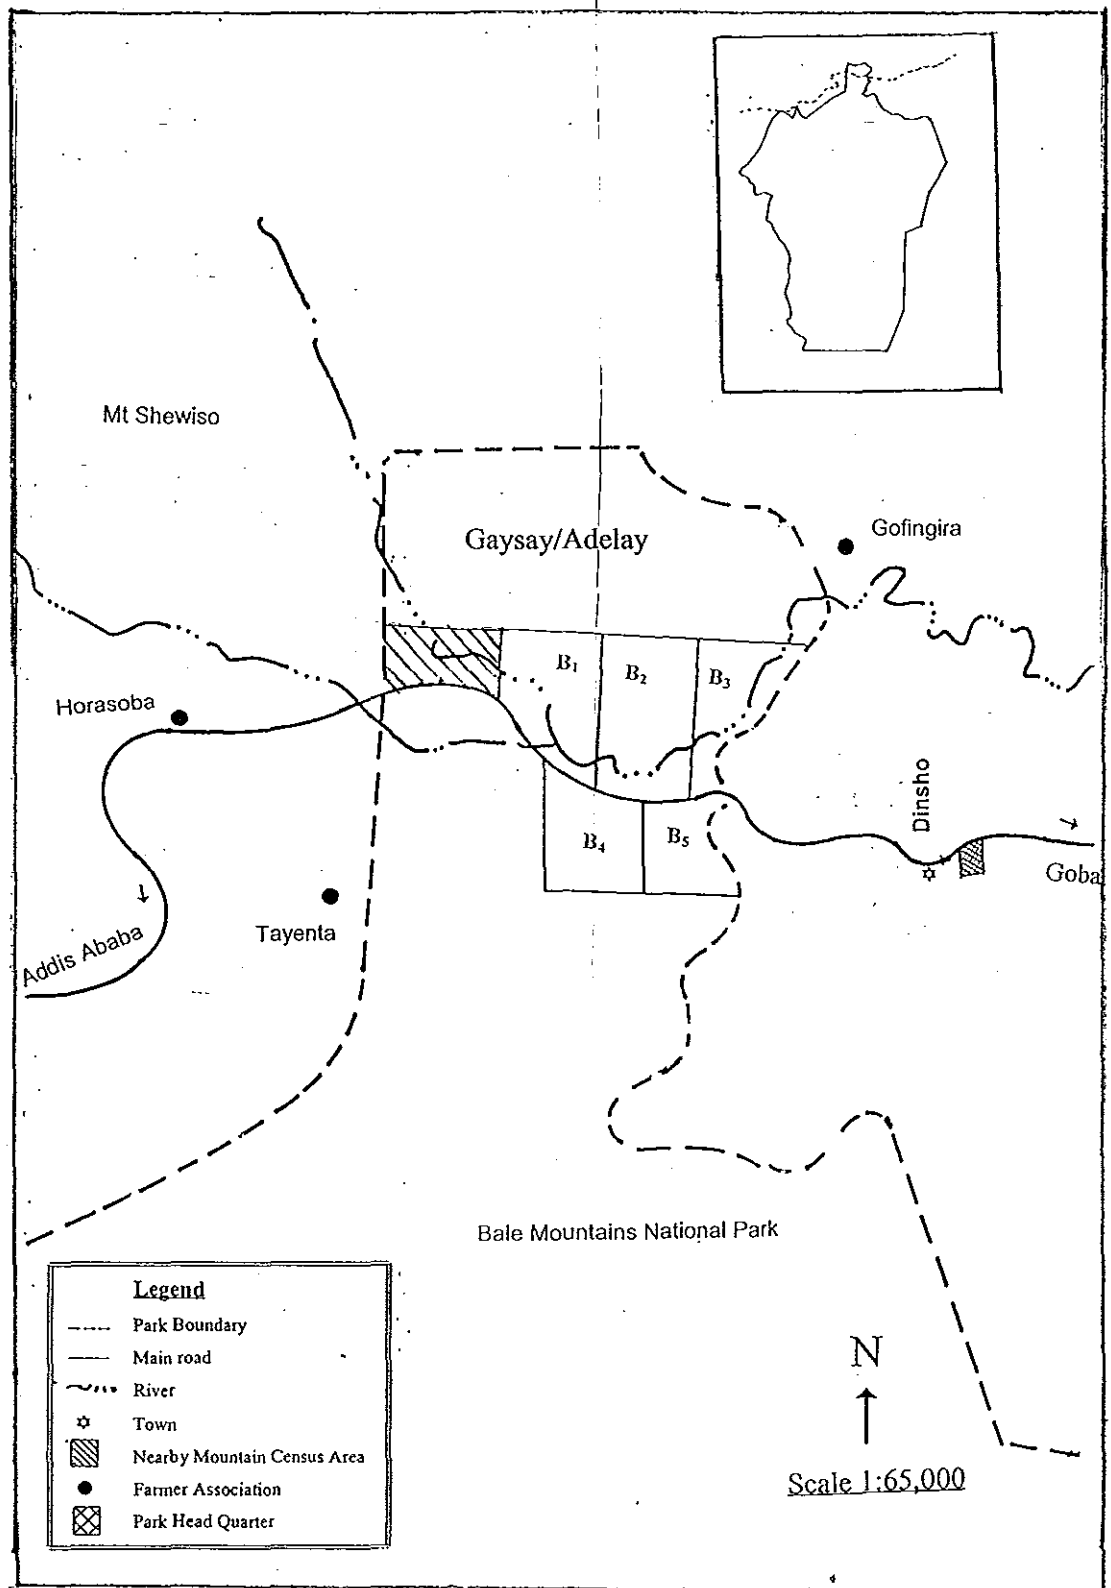 Mt Shewiso
Gaysay/Adelay
Gofingira
B₁
B₂
B₃
Horasoba
Dinsho
B₄
B₅
Goba
Tayenta
Addis Ababa
Bale Mountains National Park
Legend
Park Boundary
Main road
River
Town
Nearby Mountain Census Area
Farmer Association
Park Head Quarter
N
Scale 1:65,000